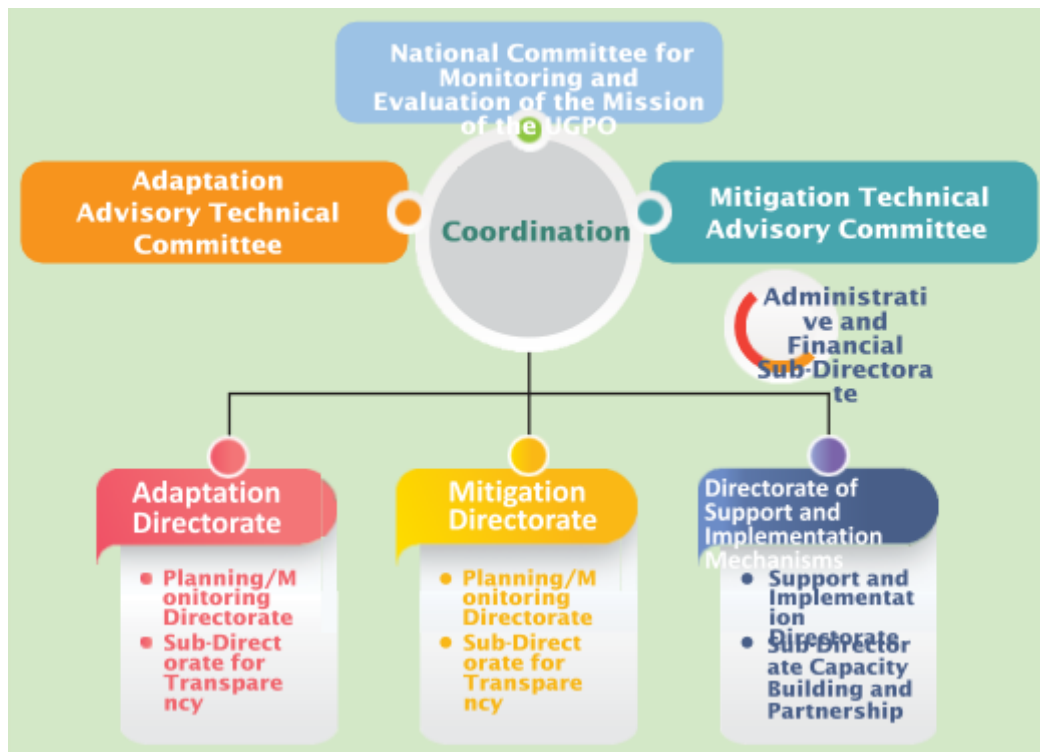 National Committee for
Monitoring and
Evaluation of the Mission
of the UGPO
Adaptation
Advisory Technical
Committee
Coordination
Mitigation Technical
Advisory Committee
Administrati
ve and
Financial
Sub-Directora
te
Adaptation
Directorate
Planning/M
onitoring
Directorate
Sub-Direct
orate for
Transpare
ncy
Mitigation
Directorate
Planning/M
onitoring
Directorate
Sub-Direct
orate for
Transpare
ncy
Directorate of
Support and
Implementation
Mechanisms
Support and
Implementat
ion
Directorate
Sub-Director
ate Capacity
Building and
Partnership